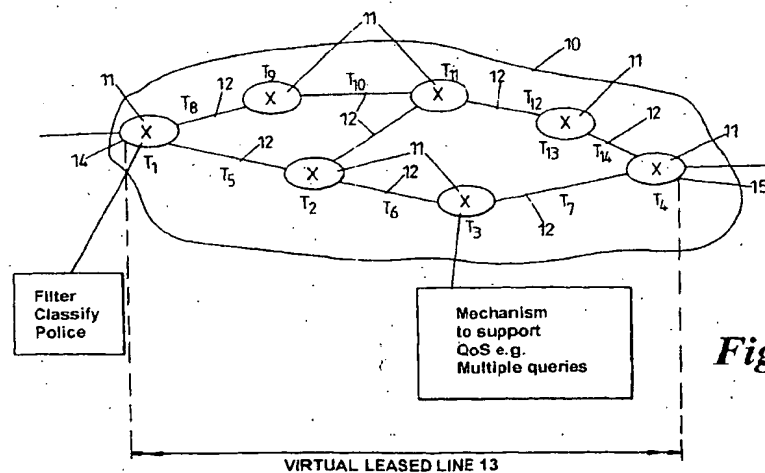 11 10
11 T9 T10 T11 12 11
T8 12 12 T12
X X X X
14 T1 12 12 T13 T14 12 11
T5 X 11 X
T2 12 X T4 15
T6 T3 12 T7
Filter
Classify
Police
Mechanism
to support
QoS e.g.
Multiple queries
Fig
VIRTUAL LEASED LINE 13